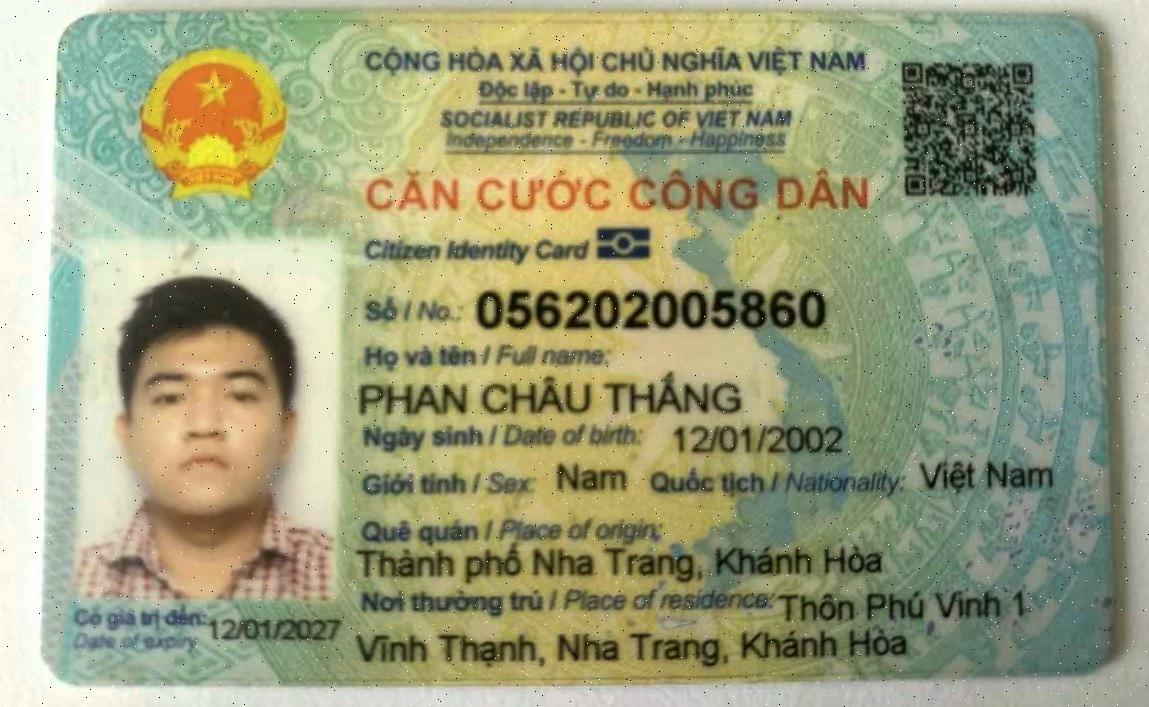 CỘNG HÒA XÃ HỘI CHỦ NGHĨA VIỆT NAM
Độc lập - Tự do - Hạnh phúc
SOCIALIST REPUBLIC OF VIET NAM
Independence - Freedom - Happiness
CĂN CƯỚC CÔNG DÂN
Citizen Identity Card
Số / No.: 056202005860
Họ và tên / Full name:
PHAN CHÂU THẮNG
Ngày sinh / Date of birth: 12/01/2002
Giới tính / Sex: Nam Quốc tịch / Nationality: Việt Nam
Quê quán / Place of origin:
Thành phố Nha Trang, Khánh Hòa
Nơi thường trú / Place of residence: Thôn Phú Vinh 1
Vĩnh Thạnh, Nha Trang, Khánh Hòa
Có giá trị đến: 12/01/2027
Date of expiry